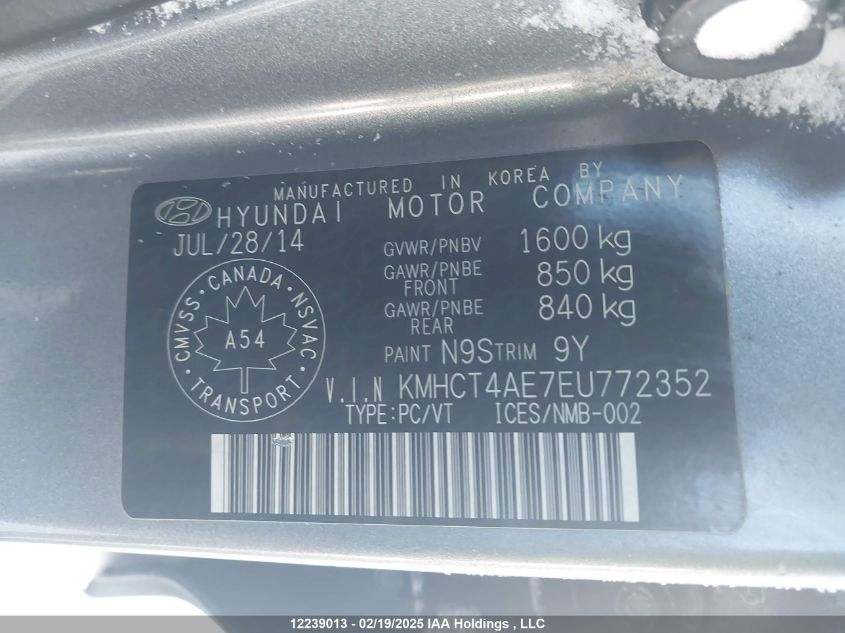 MANUFACTURED IN KOREA BY
HYUNDAI MOTOR COMPANY
JUL/28/14
GVWR/PNBV 1600 kg
GAWR/PNBE FRONT 850 kg
GAWR/PNBE REAR 840 kg
CANADA
CMVSS NSVAC
A54
TRANSPORT
PAINT N9S TRIM 9Y
V.I.N KMHCT4AE7EU772352
TYPE:PC/VT ICES/NMB-002
12239013 - 02/19/2025 IAA Holdings , LLC